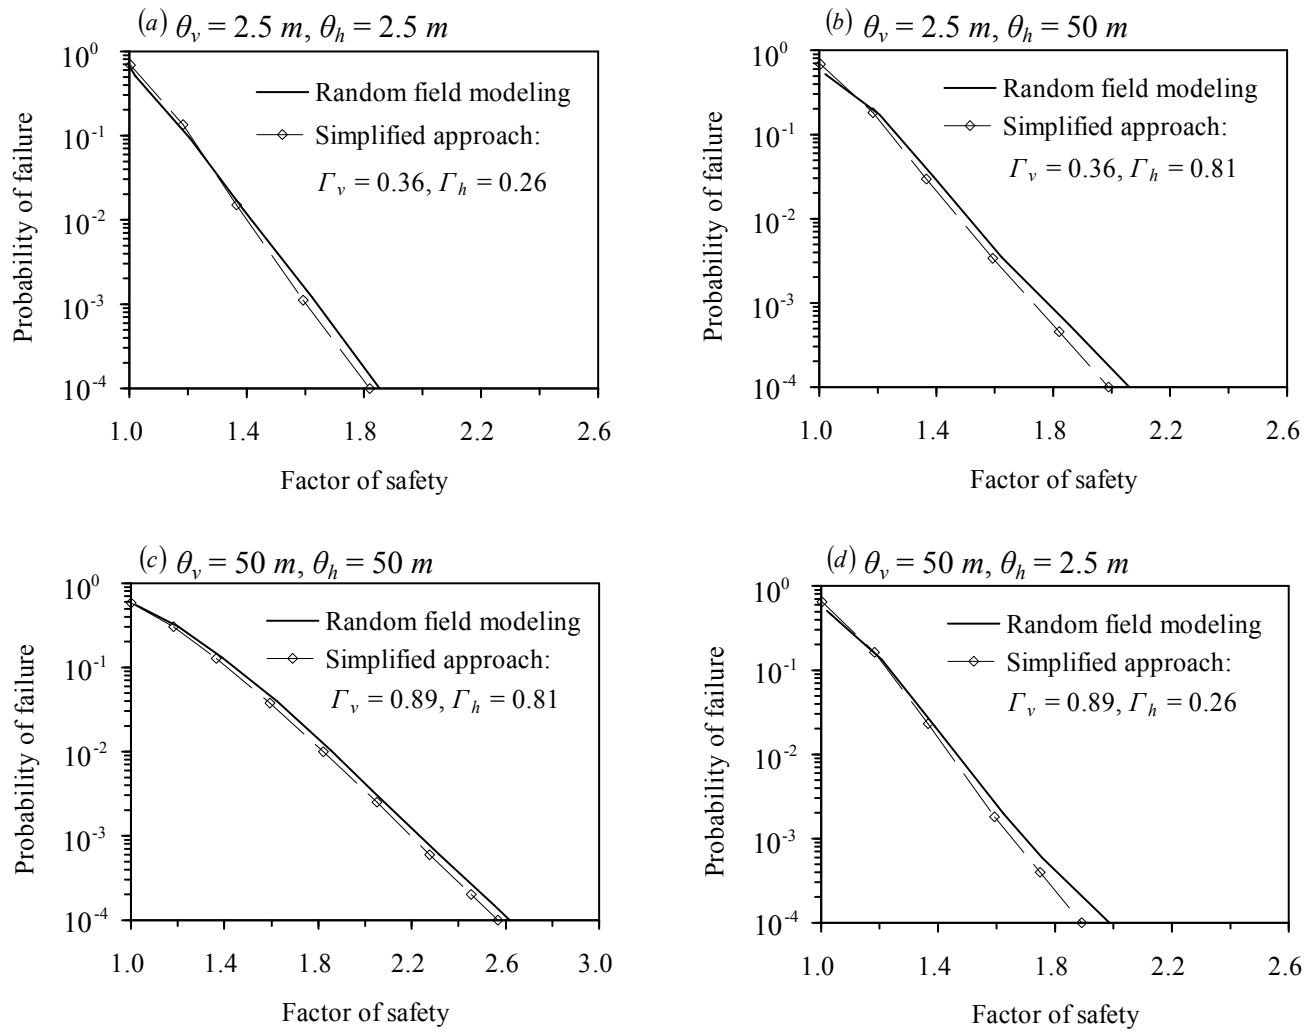 (a) θv = 2.5 m, θh = 2.5 m
10⁰
10⁻¹
10⁻²
10⁻³
10⁻⁴
Probability of failure
Random field modeling
Simplified approach:
Γv = 0.36, Γh = 0.26
1.0 1.4 1.8 2.2 2.6
Factor of safety
(b) θv = 2.5 m, θh = 50 m
10⁰
10⁻¹
10⁻²
10⁻³
10⁻⁴
Probability of failure
Random field modeling
Simplified approach:
Γv = 0.36, Γh = 0.81
1.0 1.4 1.8 2.2 2.6
Factor of safety
(c) θv = 50 m, θh = 50 m
10⁰
10⁻¹
10⁻²
10⁻³
10⁻⁴
Probability of failure
Random field modeling
Simplified approach:
Γv = 0.89, Γh = 0.81
1.0 1.4 1.8 2.2 2.6 3.0
Factor of safety
(d) θv = 50 m, θh = 2.5 m
10⁰
10⁻¹
10⁻²
10⁻³
10⁻⁴
Probability of failure
Random field modeling
Simplified approach:
Γv = 0.89, Γh = 0.26
1.0 1.4 1.8 2.2 2.6
Factor of safety